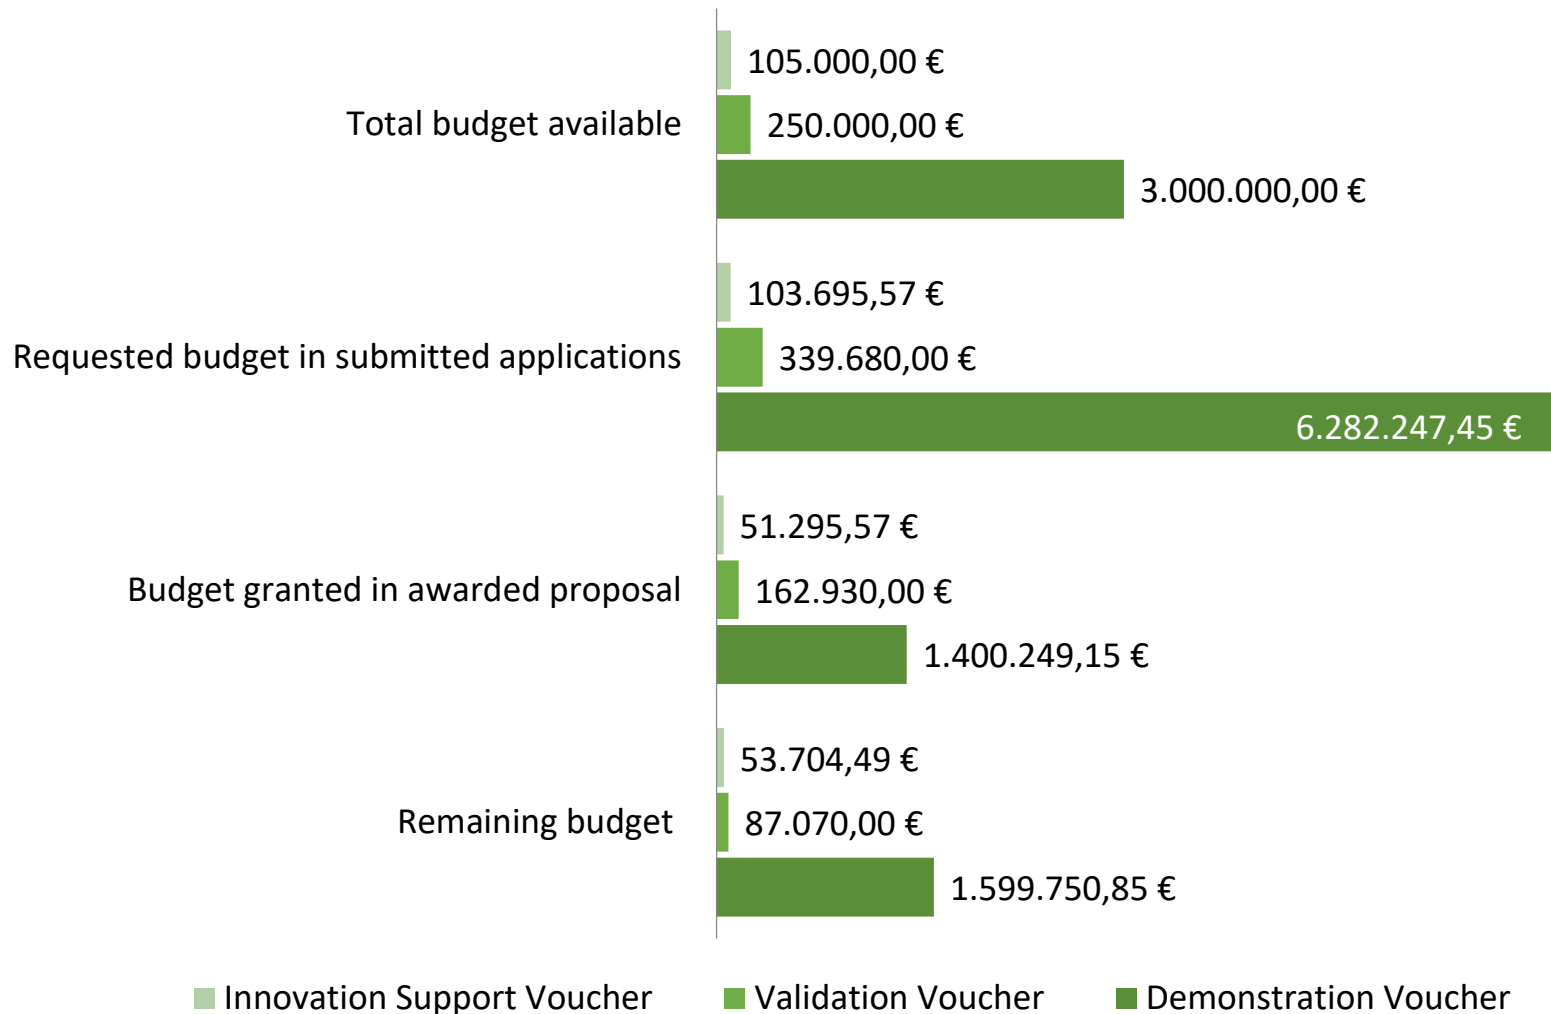 105.000,00 €
Total budget available
250.000,00 €
3.000.000,00 €
103.695,57 €
Requested budget in submitted applications
339.680,00 €
6.282.247,45 €
51.295,57 €
Budget granted in awarded proposal
162.930,00 €
1.400.249,15 €
53.704,49 €
Remaining budget
87.070,00 €
1.599.750,85 €
Innovation Support Voucher
Validation Voucher
Demonstration Voucher